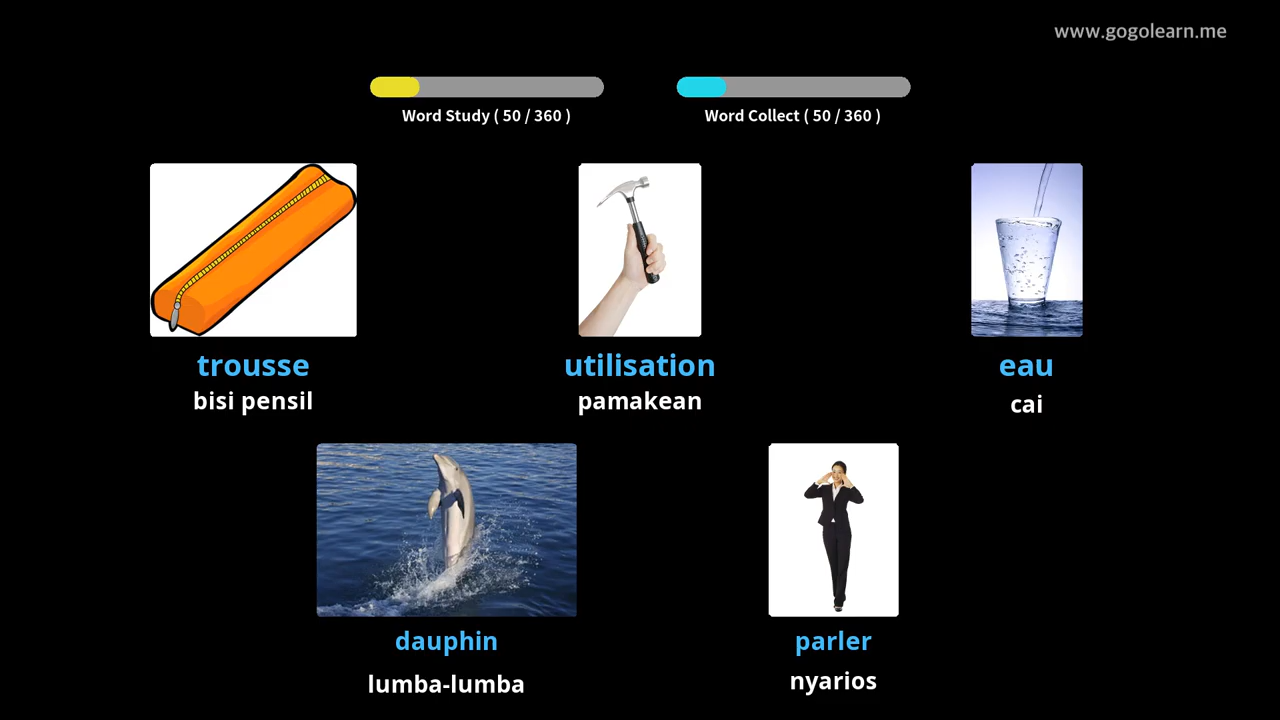 www.gogolearn.me
Word Study ( 50 / 360 )
Word Collect ( 50 / 360 )
trousse
bisi pensil
utilisation
pamakean
eau
cai
dauphin
lumba-lumba
parler
nyarios